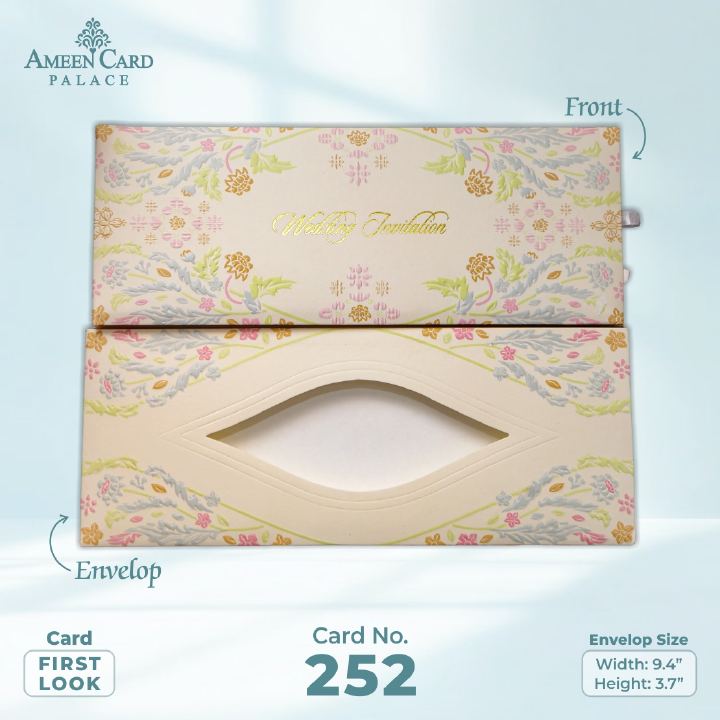 AMEEN CARD
PALACE
Front
Wedding Invitation
Envelop
Card
FIRST
LOOK
Card No.
252
Envelop Size
Width: 9.4”
Height: 3.7”